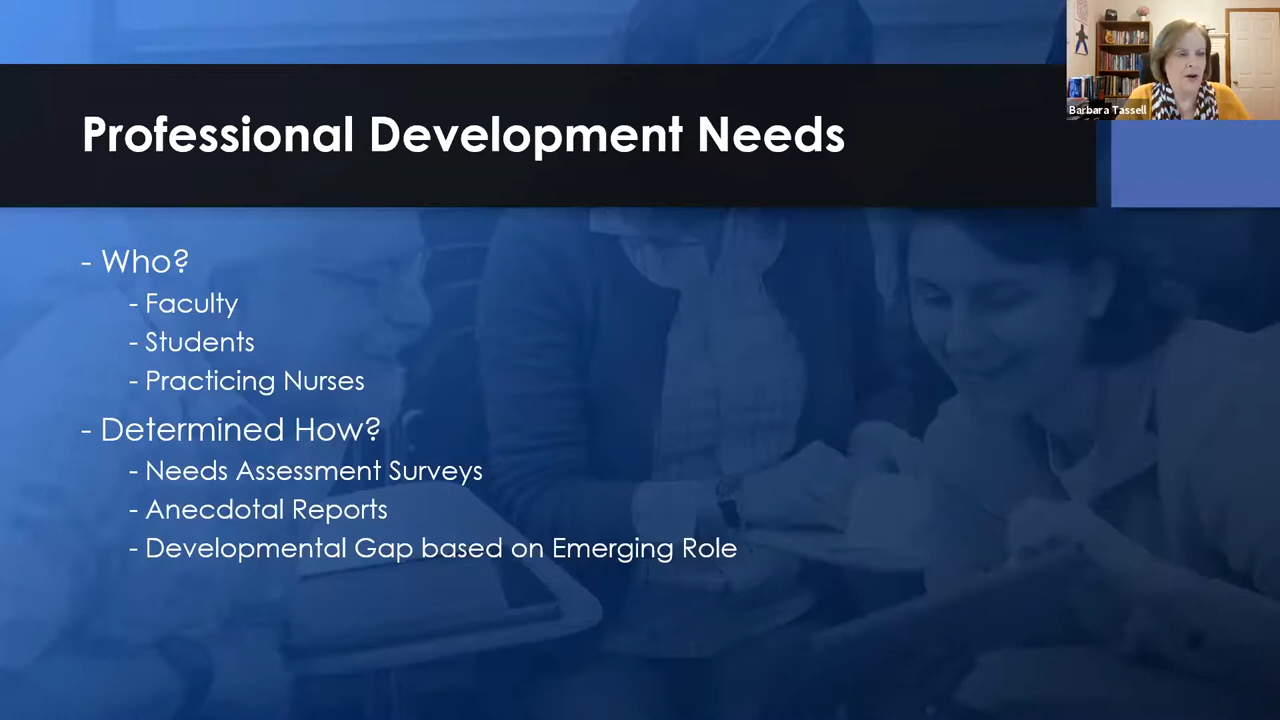 Barbara Tassell
Professional Development Needs
- Who?
- Faculty
- Students
- Practicing Nurses
- Determined How?
- Needs Assessment Surveys
- Anecdotal Reports
- Developmental Gap based on Emerging Role